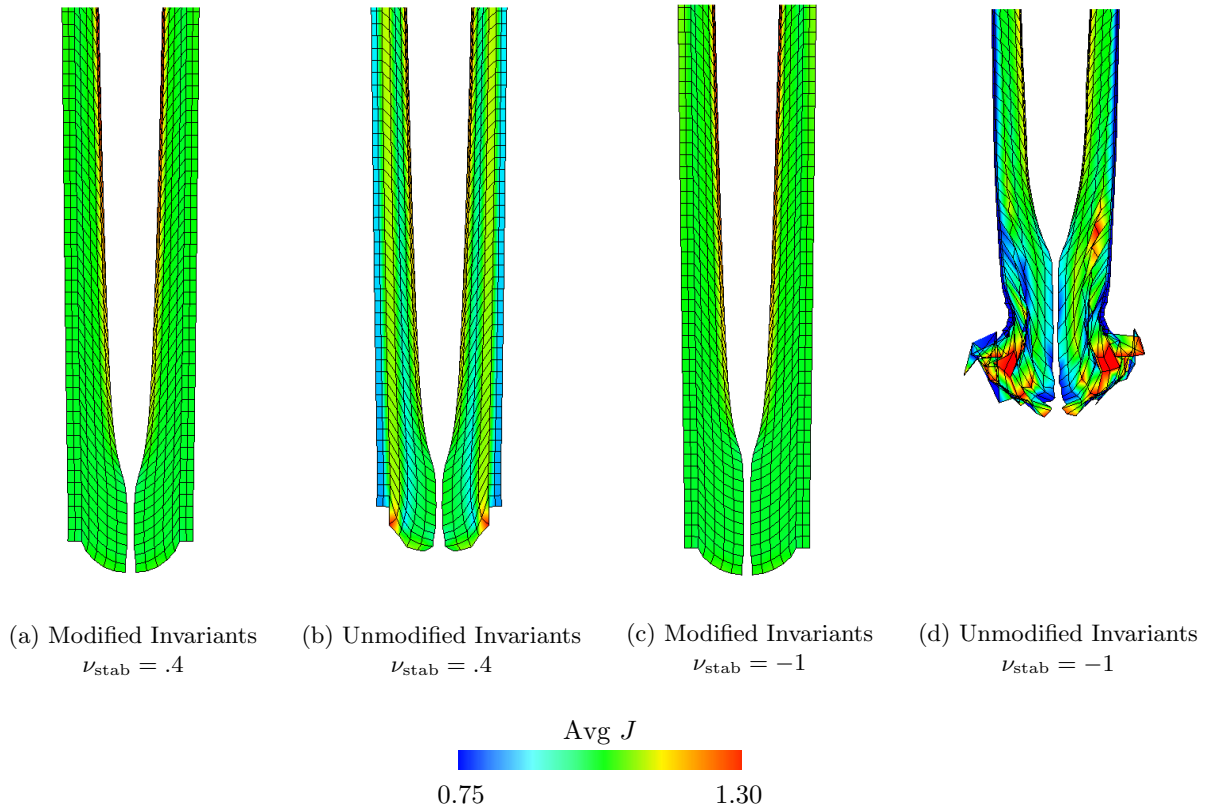 (a) Modified Invariants
ν_stab = .4
(b) Unmodified Invariants
ν_stab = .4
(c) Modified Invariants
ν_stab = −1
(d) Unmodified Invariants
ν_stab = −1
Avg J
0.75 1.30